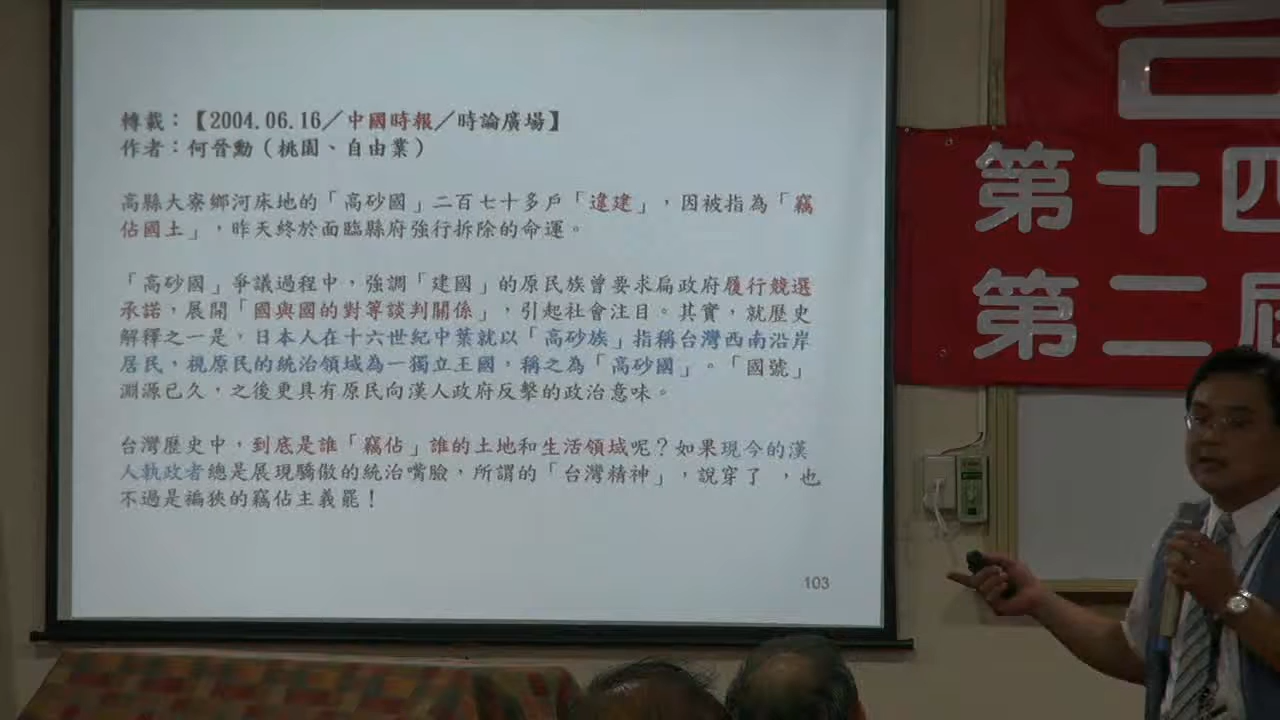 轉載：【2004.06.16／中國時報／時論廣場】
作者：何晉勳（桃園、自由業）
高縣大寮鄉河床地的「高砂國」二百七十多戶「違建」，因被指為「竊
佔國土」，昨天終於面臨縣府強行拆除的命運。
「高砂國」爭議過程中，強調「建國」的原民族曾要求扁政府履行競選
承諾，展開「國與國的對等談判關係」，引起社會注目。其實，就歷史
解釋之一是，日本人在十六世紀中葉就以「高砂族」指稱台灣西南沿岸
居民，視原民的統治領域為一獨立王國，稱之為「高砂國」。「國號」
淵源已久，之後更具有原民向漢人政府反擊的政治意味。
台灣歷史中，到底是誰「竊佔」誰的土地和生活領域呢？如果現今的漢
人執政者總是展現驕傲的統治嘴臉，所謂的「台灣精神」，說穿了 ，也
不過是褊狹的竊佔主義罷！
103
第十四
第二屆